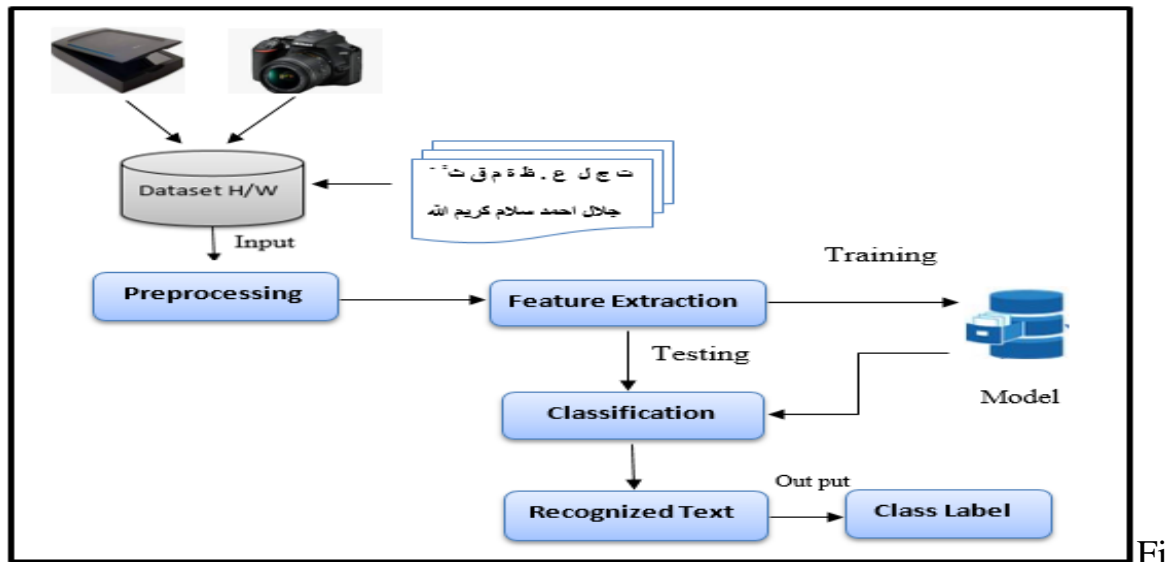 ت ج ل ع . ظ ة م ق ث
جلال احمد سلام كريم الله
Dataset H/W
Input
Preprocessing
Feature Extraction
Training
Testing
Model
Classification
Recognized Text
Out put
Class Label
Fi